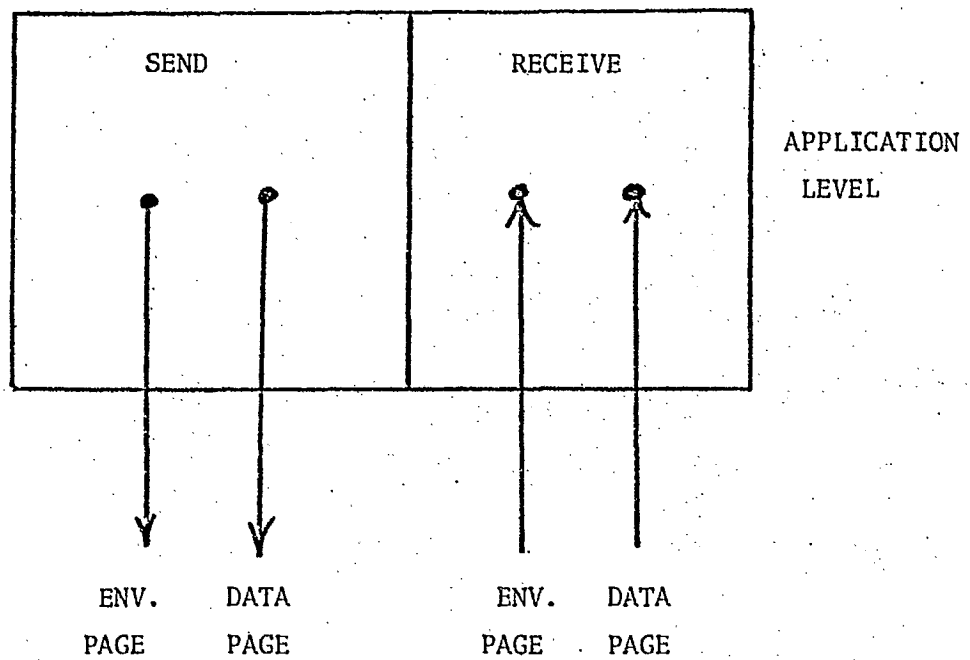 SEND RECEIVE
APPLICATION
LEVEL
ENV. DATA ENV. DATA
PAGE PAGE PAGE PAGE